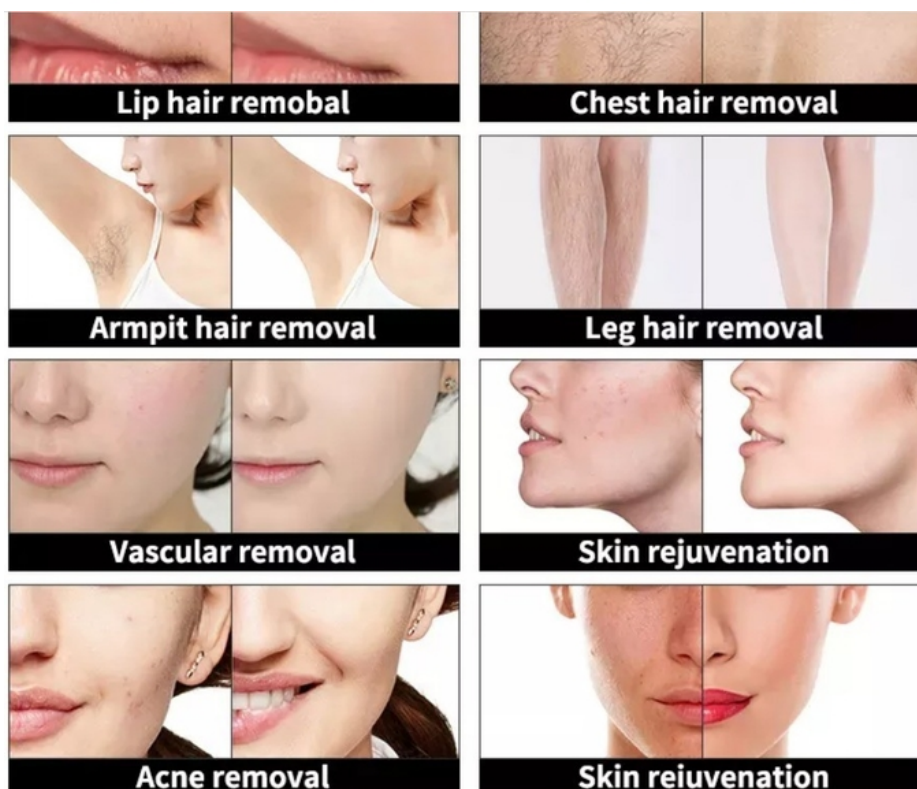 Lip hair remobal
Chest hair removal
Armpit hair removal
Leg hair removal
Vascular removal
Skin rejuvenation
Acne removal
Skin rejuvenation